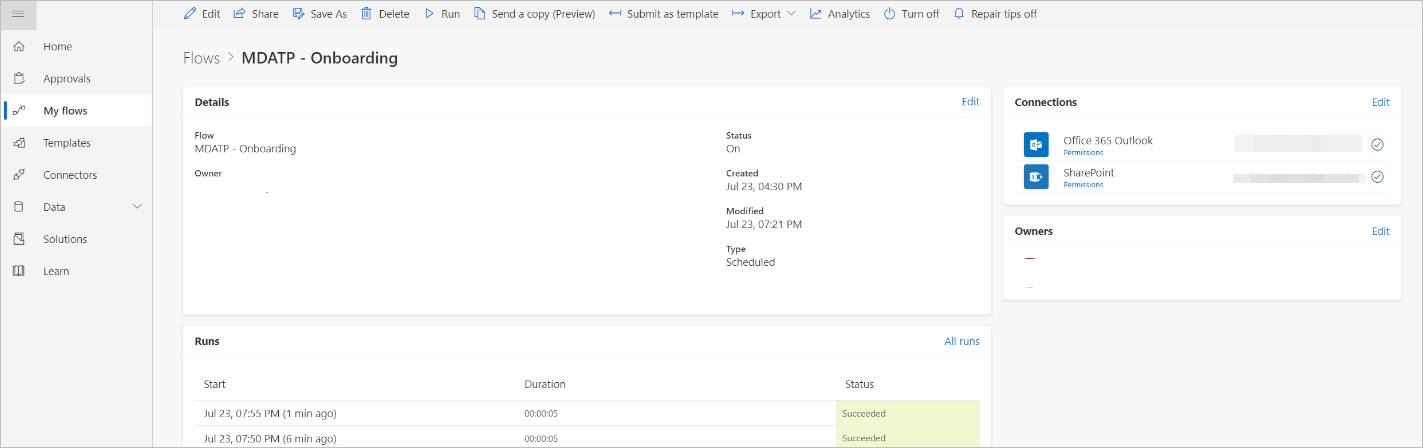 Edit Share Save As Delete Run Send a copy (Preview) Submit as template Export Analytics Turn off Repair tips off
Home
Approvals
My flows
Templates
Connectors
Data
Solutions
Learn
Flows > MDATP - Onboarding
Details Edit
Flow
MDATP - Onboarding
Owner
Status
On
Created
Jul 23, 04:30 PM
Modified
Jul 23, 07:21 PM
Type
Scheduled
Connections Edit
Office 365 Outlook
Permissions
SharePoint
Permissions
Owners Edit
Runs All runs
Start Duration Status
Jul 23, 07:55 PM (1 min ago) 00:00:05 Succeeded
Jul 23, 07:50 PM (6 min ago) 00:00:05 Succeeded